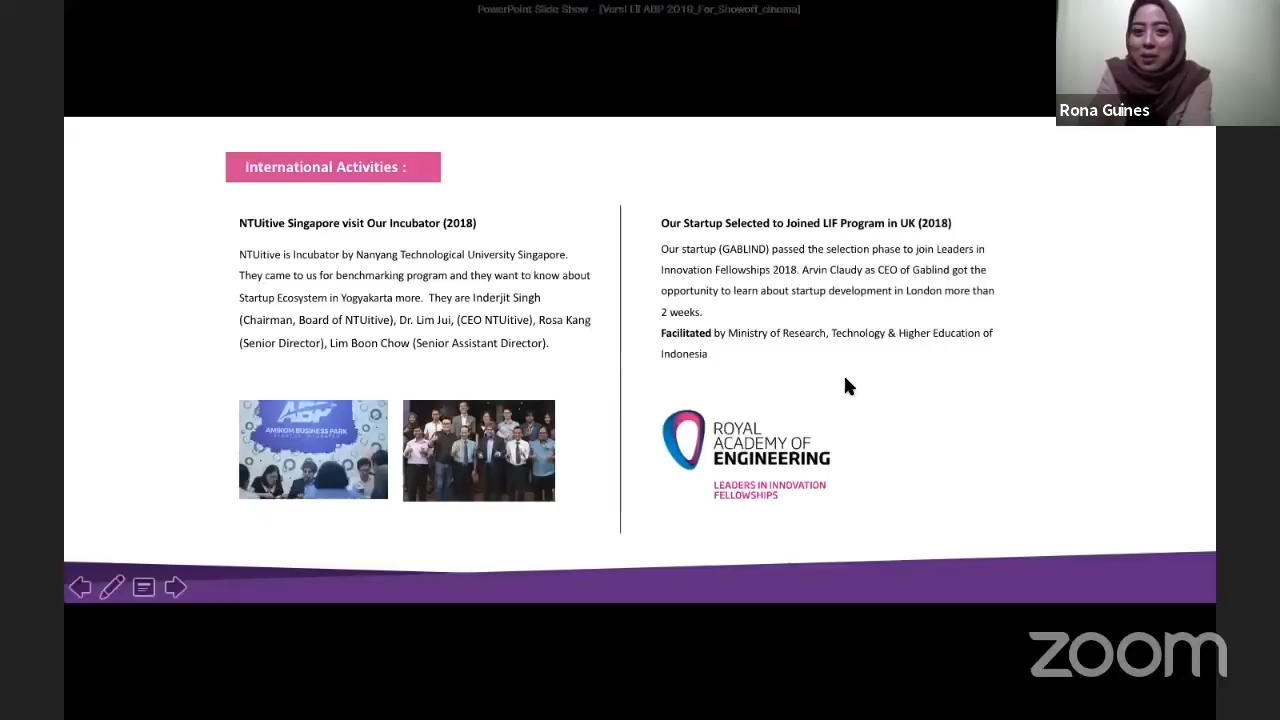 PowerPoint Slide Show - [Versi LII ABP 2019_For_Showoff_cinema]
Rona Guines
International Activities :
NTUitive Singapore visit Our Incubator (2018)
NTUitive is Incubator by Nanyang Technological University Singapore.
They came to us for benchmarking program and they want to know about
Startup Ecosystem in Yogyakarta more. They are Inderjit Singh
(Chairman, Board of NTUitive), Dr. Lim Jui, (CEO NTUitive), Rosa Kang
(Senior Director), Lim Boon Chow (Senior Assistant Director).
ABP
AMIKOM BUSINESS PARK
Our Startup Selected to Joined LIF Program in UK (2018)
Our startup (GABLIND) passed the selection phase to join Leaders in
Innovation Fellowships 2018. Arvin Claudy as CEO of Gablind got the
opportunity to learn about startup development in London more than
2 weeks.
Facilitated by Ministry of Research, Technology & Higher Education of
Indonesia
ROYAL
ACADEMY OF
ENGINEERING
LEADERS IN INNOVATION
FELLOWSHIPS
zoom